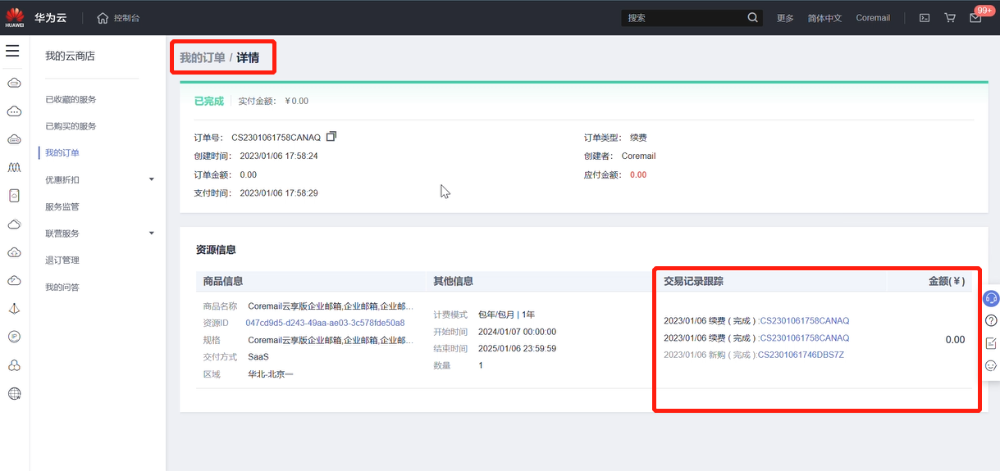 HUAWEI
华为云
控制台
搜索
更多
简体中文
Coremail
99+
我的云商店
已收藏的服务
已购买的服务
我的订单
优惠折扣
服务监管
联营服务
退订管理
我的问答
我的订单 / 详情
已完成
实付金额： ￥0.00
订单号： CS2301061758CANAQ
创建时间： 2023/01/06 17:58:24
订单金额： 0.00
支付时间： 2023/01/06 17:58:29
订单类型： 续费
创建者： Coremail
应付金额： 0.00
资源信息
商品信息
商品名称 Coremail云享版企业邮箱,企业邮箱,企业邮...
资源ID 047cd9d5-d243-49aa-ae03-3c578fde50a8
规格 Coremail云享版企业邮箱,企业邮箱,企业邮...
交付方式 SaaS
区域 华北-北京一
其他信息
计费模式 包年/包月 | 1年
开始时间 2024/01/07 00:00:00
结束时间 2025/01/06 23:59:59
数量 1
交易记录跟踪
金额(￥)
2023/01/06 续费 ( 完成 ) :CS2301061758CANAQ
2023/01/06 续费 ( 完成 ) :CS2301061758CANAQ
2023/01/06 新购 ( 完成 ):CS2301061746DBS7Z
0.00
IP